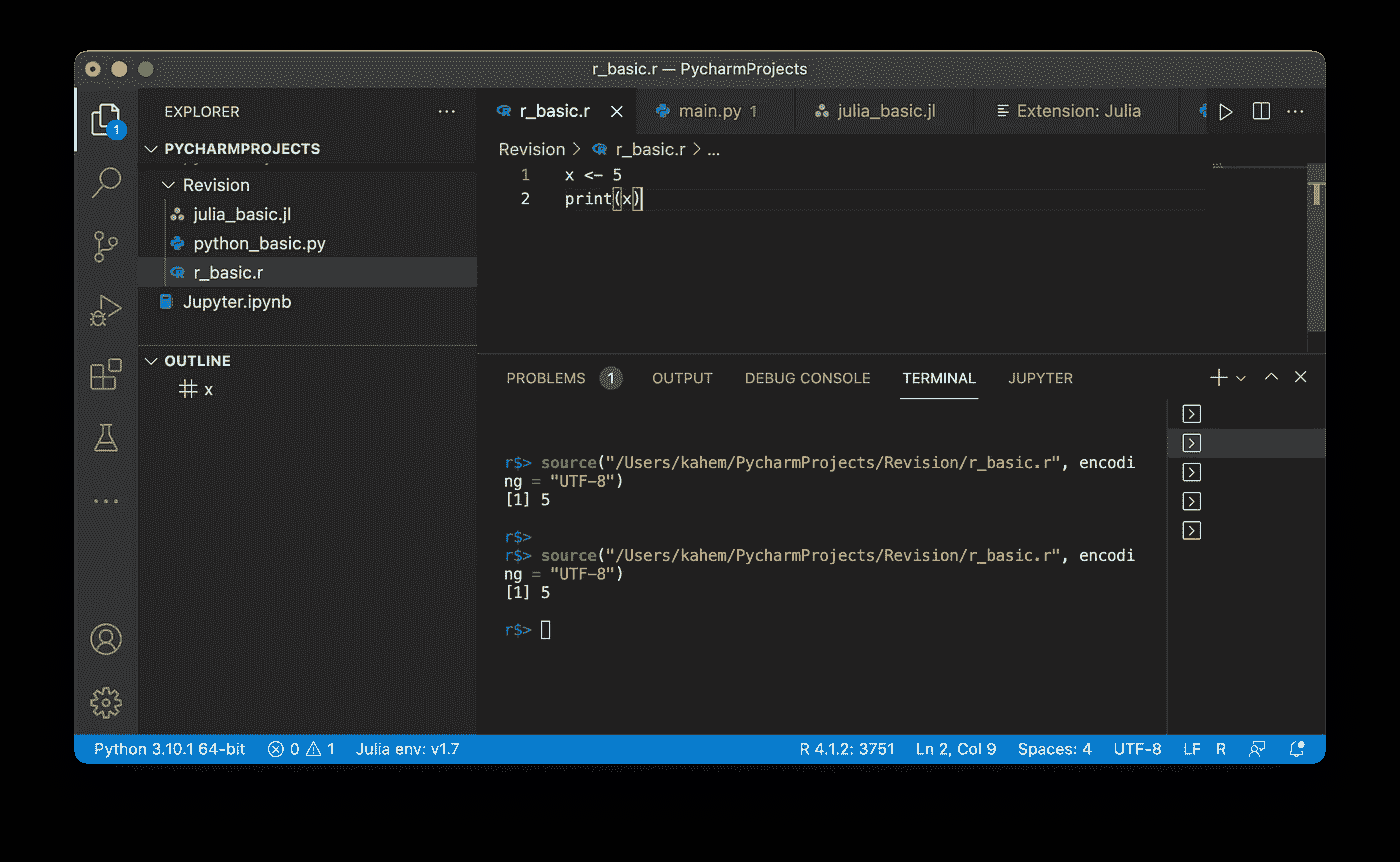 r_basic.r — PycharmProjects
EXPLORER ...
r_basic.r
main.py 1
julia_basic.jl
Extension: Julia
1
PYCHARMPROJECTS
Revision > r_basic.r > ...
Revision
julia_basic.jl
python_basic.py
r_basic.r
Jupyter.ipynb
1 x <- 5
2 print(x)
OUTLINE
x
PROBLEMS 1 OUTPUT DEBUG CONSOLE TERMINAL JUPYTER
r$> source("/Users/kahem/PycharmProjects/Revision/r_basic.r", encodi
ng = "UTF-8")
[1] 5
r$>
r$> source("/Users/kahem/PycharmProjects/Revision/r_basic.r", encodi
ng = "UTF-8")
[1] 5
r$>
Python 3.10.1 64-bit 0 1 Julia env: v1.7 R 4.1.2: 3751 Ln 2, Col 9 Spaces: 4 UTF-8 LF R